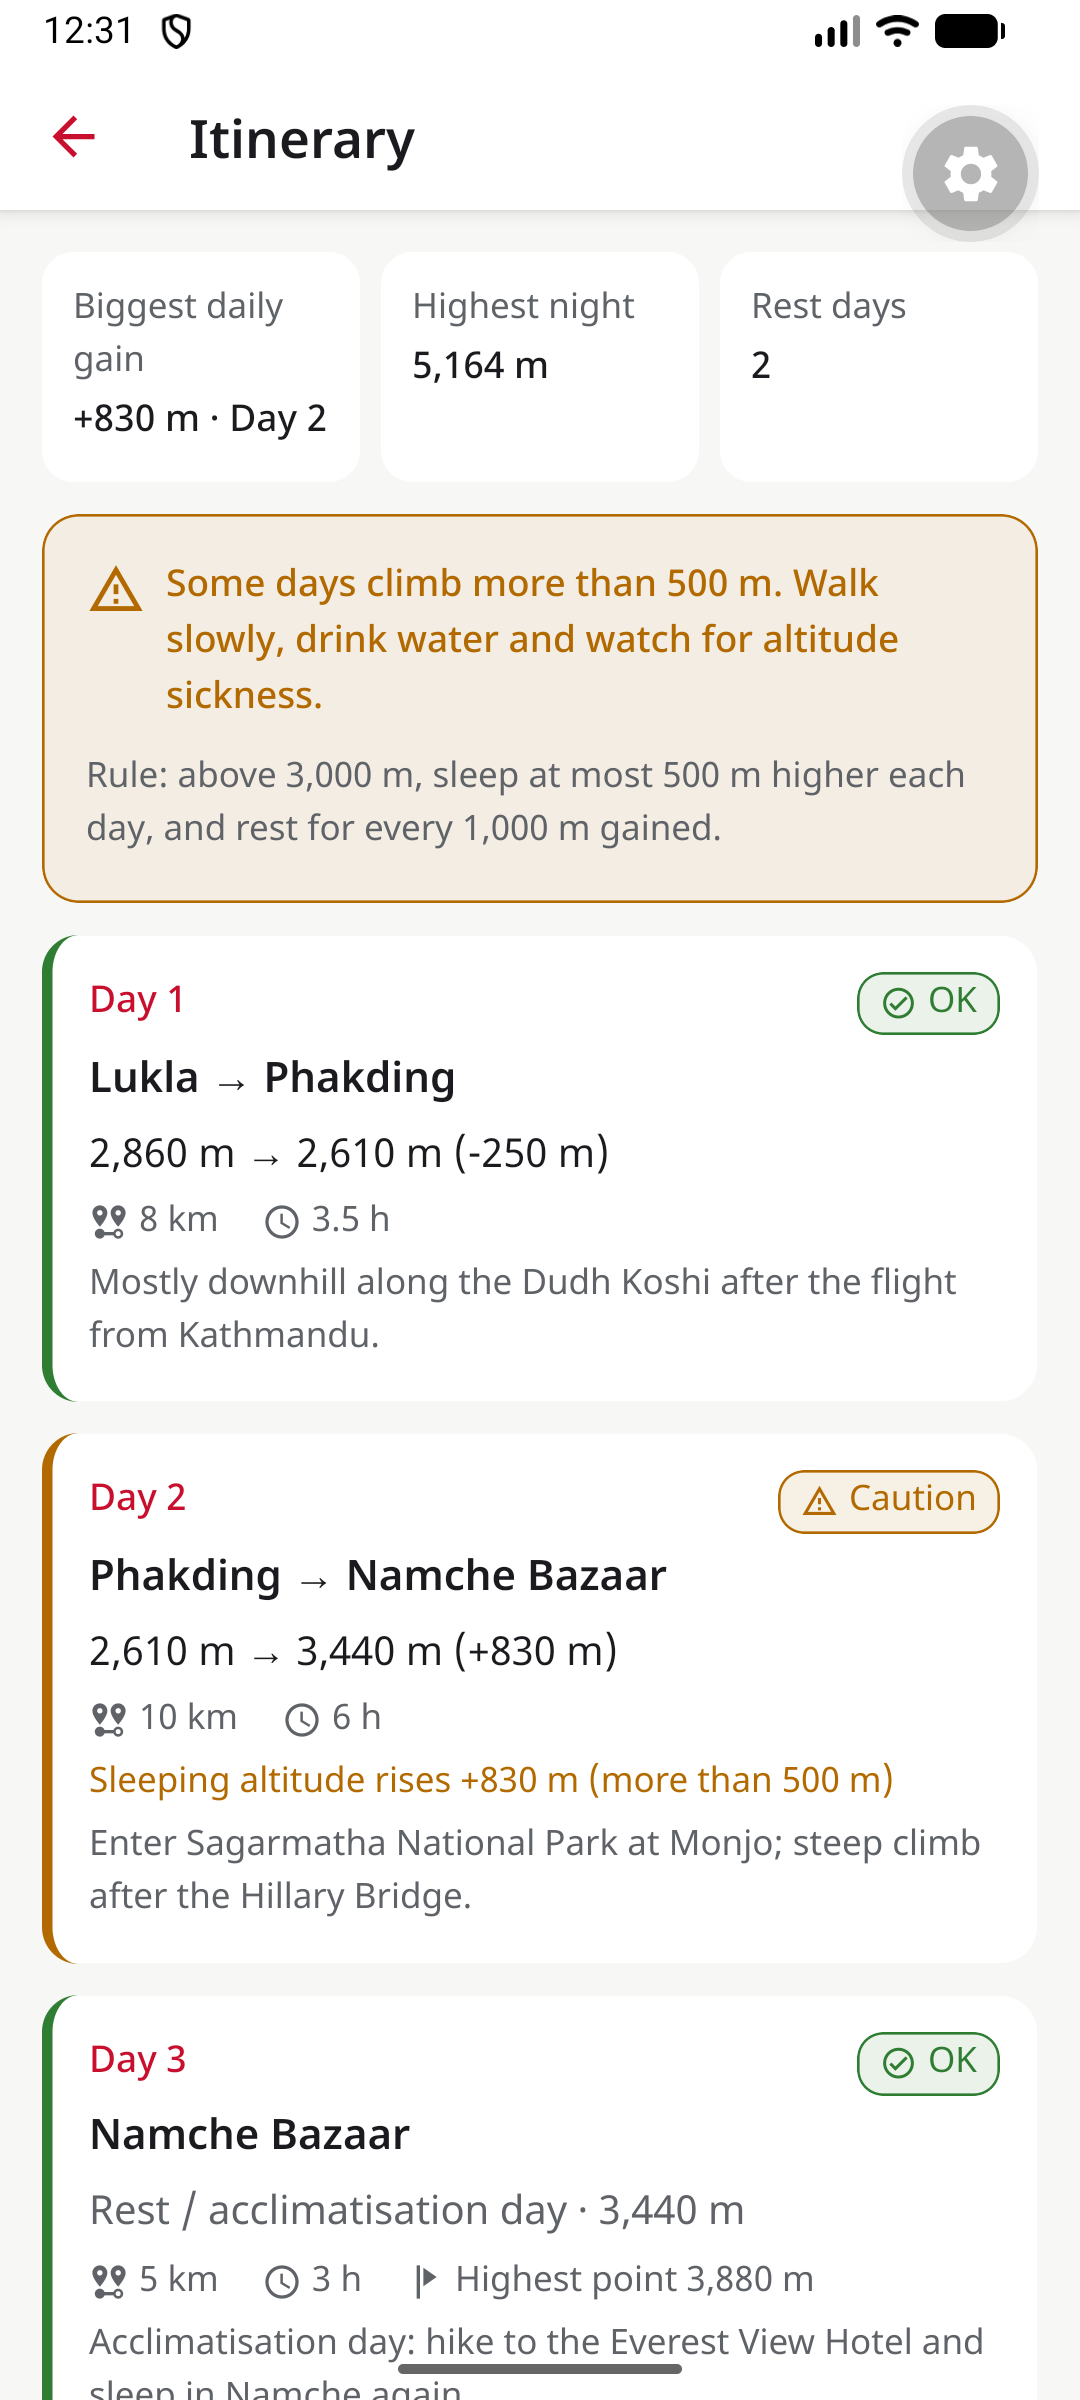 12:31
Itinerary
Biggest daily
gain
+830 m · Day 2
Highest night
5,164 m
Rest days
2
Some days climb more than 500 m. Walk
slowly, drink water and watch for altitude
sickness.
Rule: above 3,000 m, sleep at most 500 m higher each
day, and rest for every 1,000 m gained.
Day 1
OK
Lukla → Phakding
2,860 m → 2,610 m (-250 m)
8 km 3.5 h
Mostly downhill along the Dudh Koshi after the flight
from Kathmandu.
Day 2
Caution
Phakding → Namche Bazaar
2,610 m → 3,440 m (+830 m)
10 km 6 h
Sleeping altitude rises +830 m (more than 500 m)
Enter Sagarmatha National Park at Monjo; steep climb
after the Hillary Bridge.
Day 3
OK
Namche Bazaar
Rest / acclimatisation day · 3,440 m
5 km 3 h Highest point 3,880 m
Acclimatisation day: hike to the Everest View Hotel and
sleep in Namche again